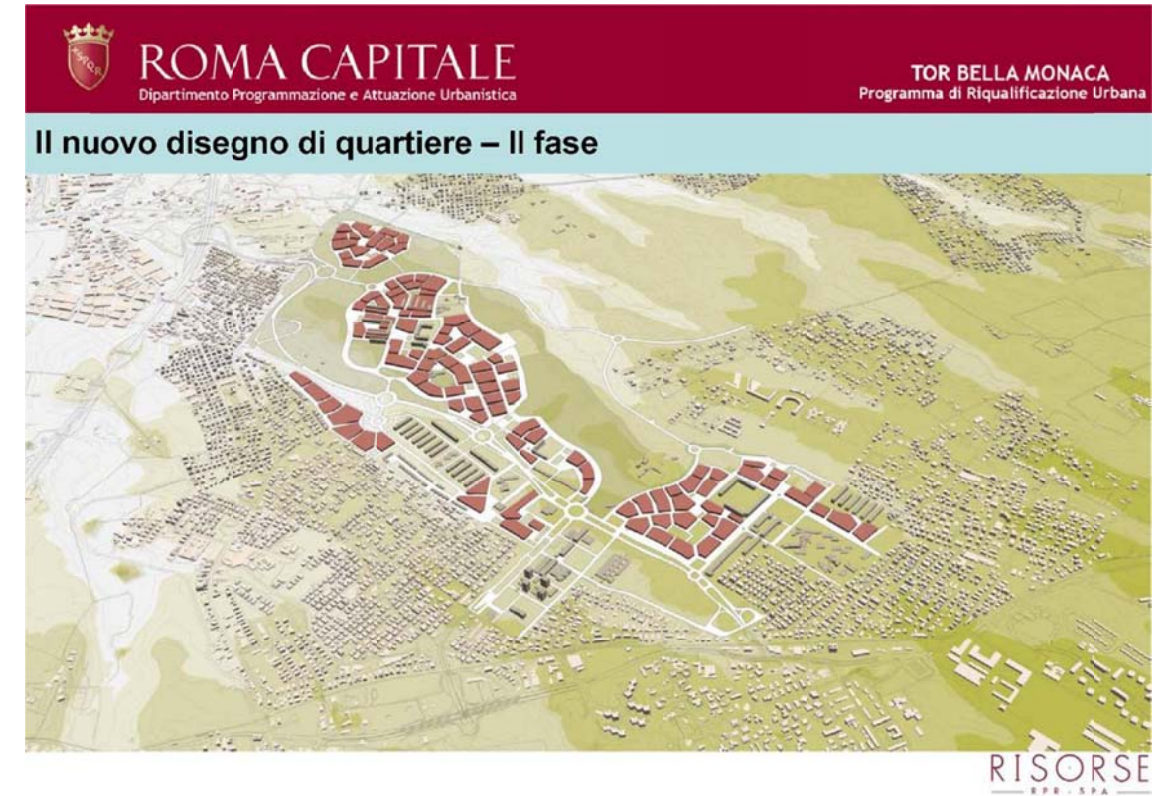 ROMA CAPITALE
Dipartimento Programmazione e Attuazione Urbanistica
TOR BELLA MONACA
Programma di Riqualificazione Urbana
Il nuovo disegno di quartiere – II fase
RISORSE
RPR - SPA